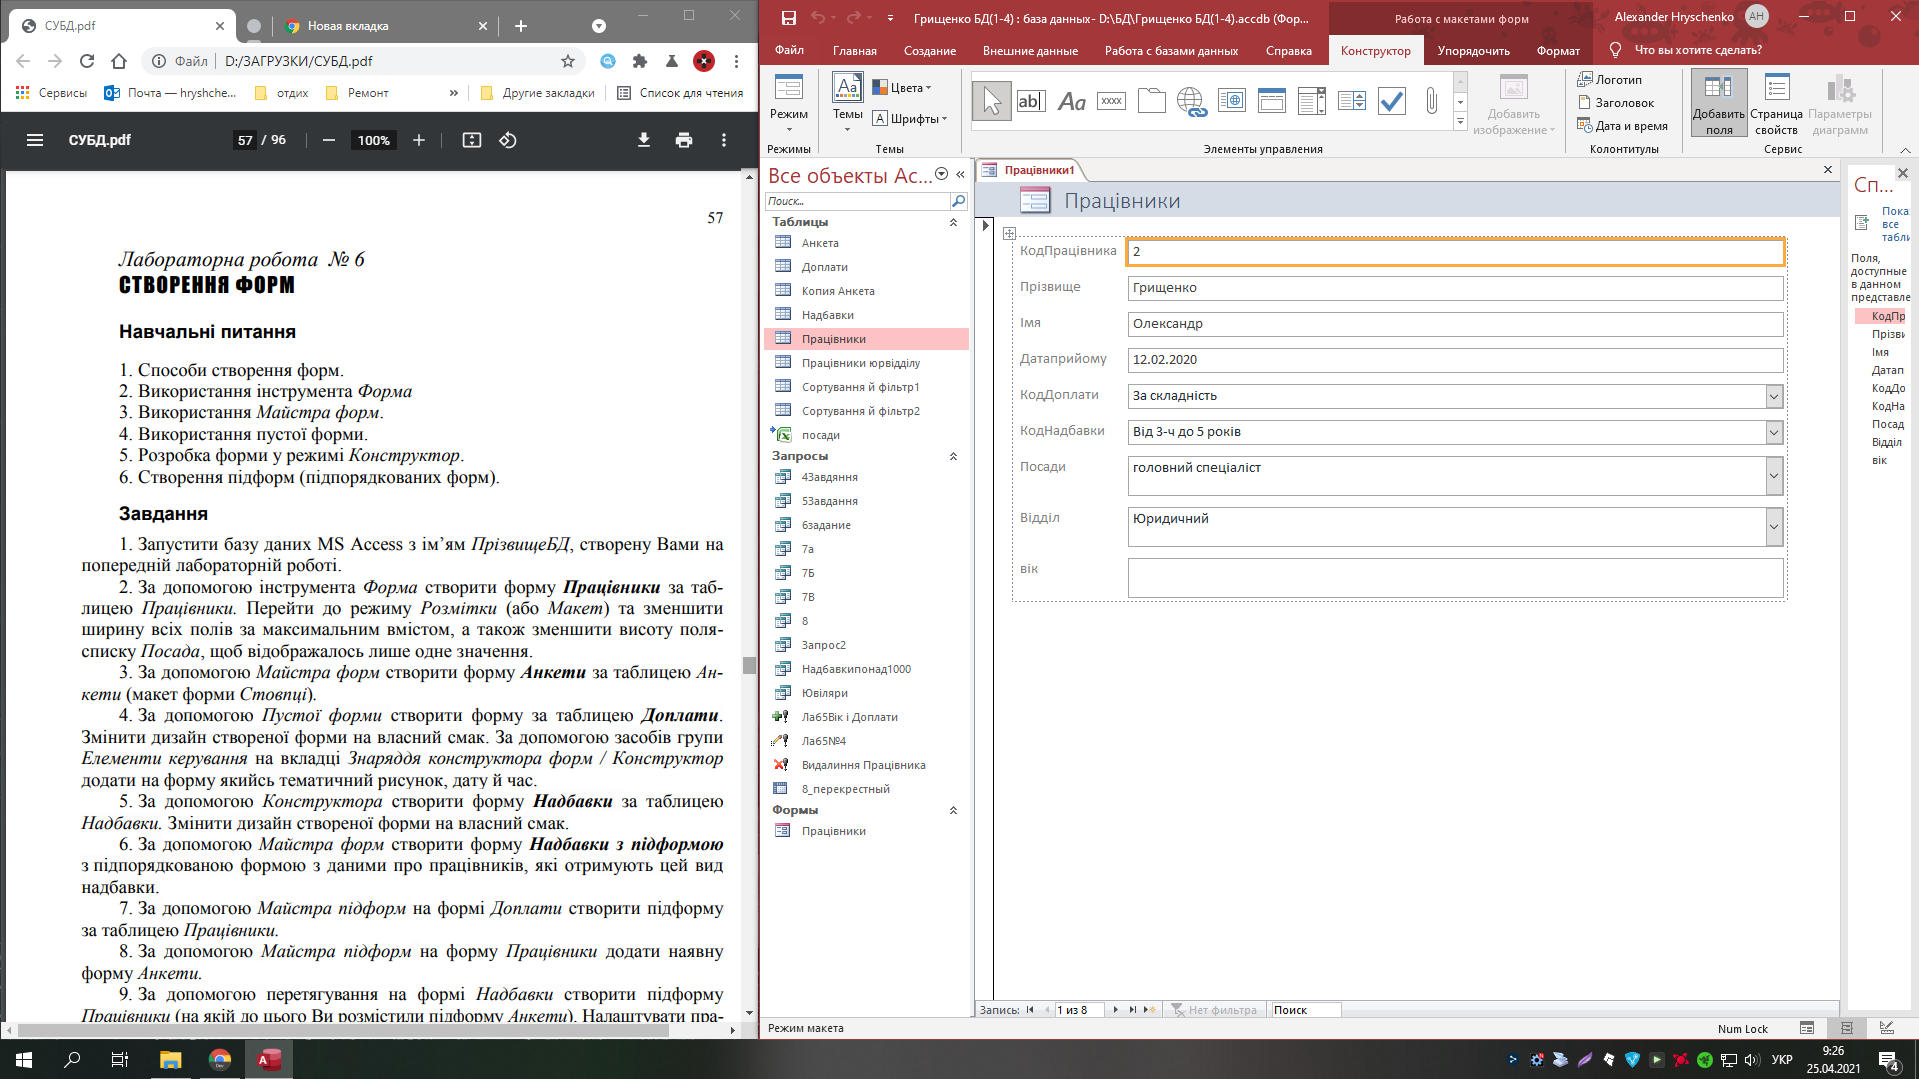 СУБД.pdf
Новая вкладка
Файл
D:/ЗАГРУЗКИ/СУБД.pdf
Сервисы
Почта — hryshche...
отдих
Ремонт
»
Другие закладки
Список для чтения
СУБД.pdf
57 / 96
100%
57
Лабораторна робота № 6
СТВОРЕННЯ ФОРМ
Навчальні питання
1. Способи створення форм.
2. Використання інструмента Форма
3. Використання Майстра форм.
4. Використання пустої форми.
5. Розробка форми у режимі Конструктор.
6. Створення підформ (підпорядкованих форм).
Завдання
1. Запустити базу даних MS Access з ім’ям ПрізвищеБД, створену Вами на
попередній лабораторній роботі.
2. За допомогою інструмента Форма створити форму Працівники за таб-
лицею Працівники. Перейти до режиму Розмітки (або Макет) та зменшити
ширину всіх полів за максимальним вмістом, а також зменшити висоту поля-
списку Посада, щоб відображалось лише одне значення.
3. За допомогою Майстра форм створити форму Анкети за таблицею Ан-
кети (макет форми Стовпці).
4. За допомогою Пустої форми створити форму за таблицею Доплати.
Змінити дизайн створеної форми на власний смак. За допомогою засобів групи
Елементи керування на вкладці Знаряддя конструктора форм / Конструктор
додати на форму якийсь тематичний рисунок, дату й час.
5. За допомогою Конструктора створити форму Надбавки за таблицею
Надбавки. Змінити дизайн створеної форми на власний смак.
6. За допомогою Майстра форм створити форму Надбавки з підформою
з підпорядкованою формою з даними про працівників, які отримують цей вид
надбавки.
7. За допомогою Майстра підформ на формі Доплати створити підформу
за таблицею Працівники.
8. За допомогою Майстра підформ на форму Працівники додати наявну
форму Анкети.
9. За допомогою перетягування на формі Надбавки створити підформу
Працівники (на якій до цього Ви розмістили підформу Анкети). Налаштувати пра-
Грищенко БД(1-4) : база данных- D:\БД\Грищенко БД(1-4).accdb (Фор...
Работа с макетами форм
Alexander Hryschenko
AH
Файл
Главная
Создание
Внешние данные
Работа с базами данных
Справка
Конструктор
Упорядочить
Формат
Что вы хотите сделать?
Режим
Режимы
Aa
Темы
Цвета
Шрифты
Темы
ab
Aa
xxxx
Элементы управления
Добавить
изображение
Логотип
Заголовок
Дата и время
Колонтитулы
Добавить
поля
Страница
свойств
Параметры
диаграмм
Сервис
Все объекты Ac...
Поиск...
Таблицы
Анкета
Доплати
Копия Анкета
Надбавки
Працівники
Працівники юрвідділу
Сортування й фільтр1
Сортування й фільтр2
посади
Запросы
43авдяння
53авдання
6задание
7а
7Б
7В
8
Запрос2
Надбавкипонад1000
Ювіляри
Ла65Вік і Доплати
Ла65№4
Видалиння Працівника
8_перекрестный
Формы
Працівники
Працівники1
Працівники
КодПрацівника 2
Прізвище Грищенко
Імя Олександр
Датаприйому 12.02.2020
КодДоплати За складність
КодНадбавки Від 3-ч до 5 років
Посади головний спеціаліст
Відділ Юридичний
вік
Запись:
1 из 8
Нет фильтра
Поиск
Сп...
Пока
все
табли
Поля,
доступные
в данном
представле
КодПр
Прізви
Імя
Датап
КодДо
КодНа
Посад
Відділ
вік
Режим макета
Num Lock
УКР
9:26
25.04.2021
4